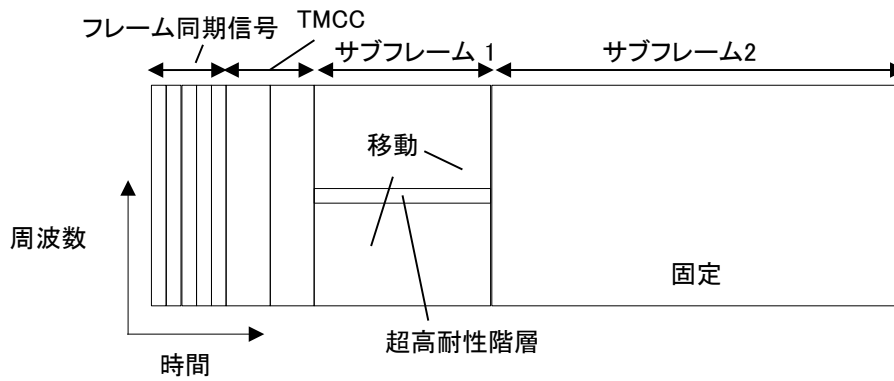 フレーム同期信号
TMCC
サブフレーム 1
サブフレーム2
移動
周波数
固定
超高耐性階層
時間